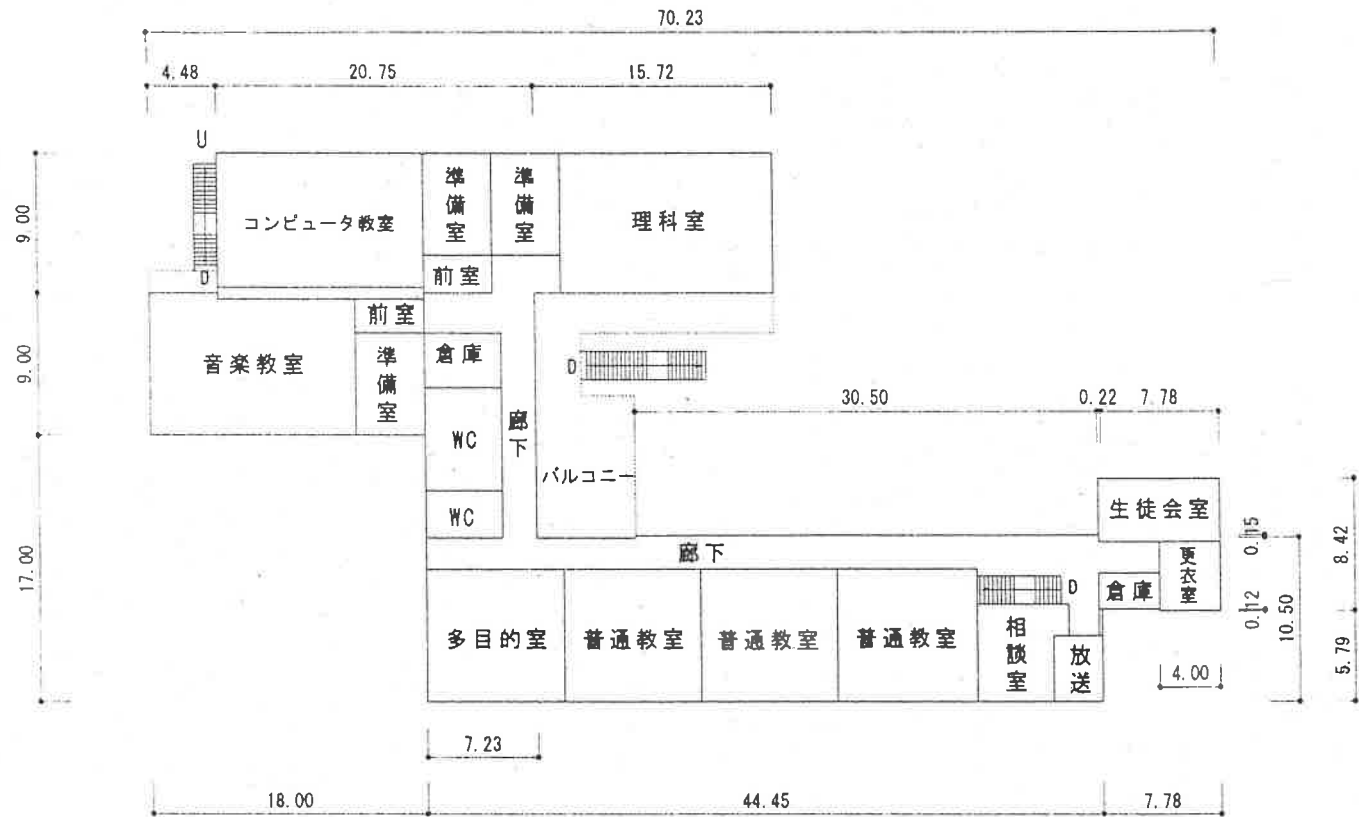 70.23
4.48
20.75
15.72
U
コンピュータ教室
準備室
準備室
理科室
9.00
D
前室
前室
音楽教室
準備室
倉庫
D
9.00
30.50
0.22
7.78
WC
廊下
バルコニー
WC
生徒会室
廊下
更衣室
倉庫
D
0.15
8.42
0.12
10.50
5.79
17.00
多目的室
普通教室
普通教室
普通教室
相談室
放送
4.00
7.23
18.00
44.45
7.78